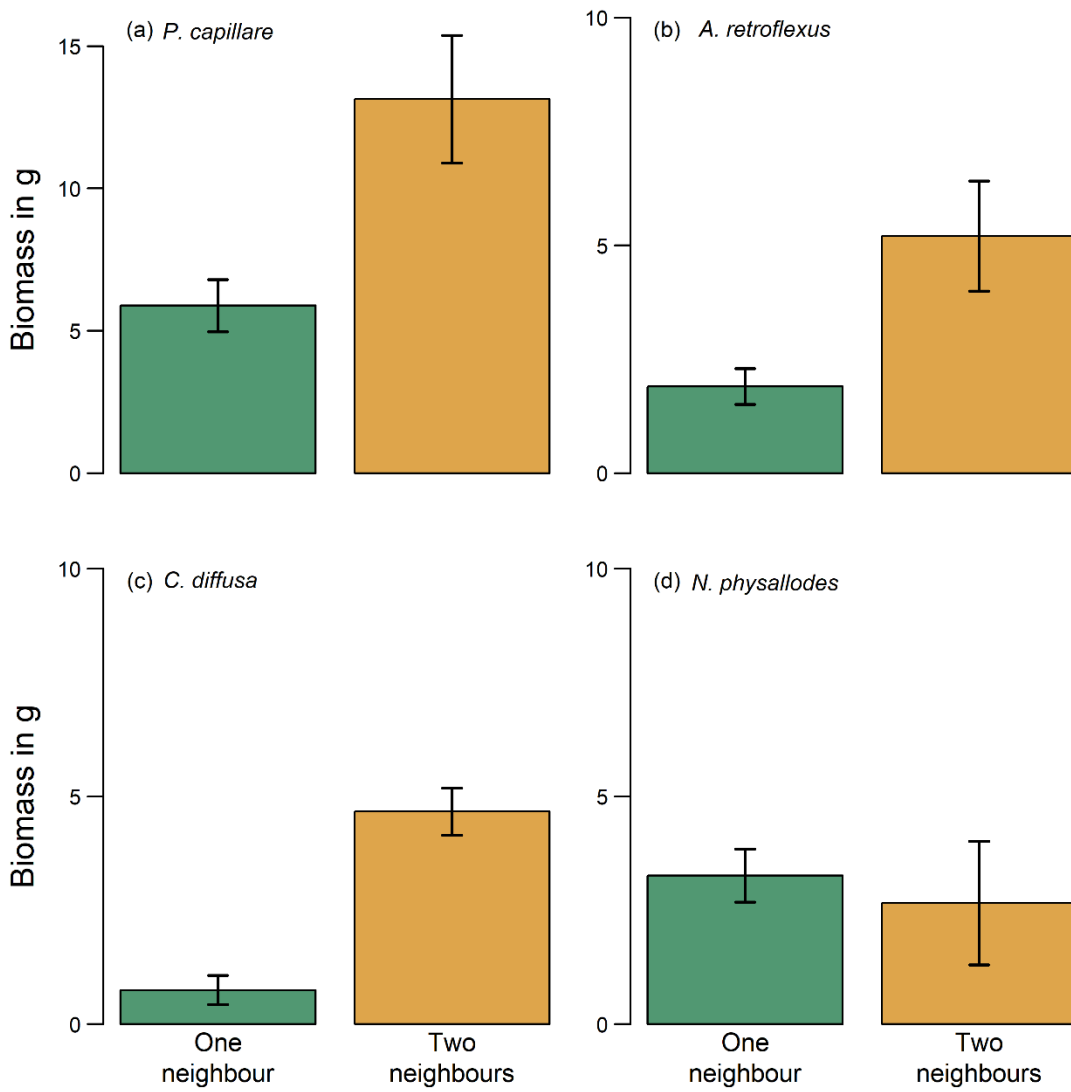 (a) P. capillare
15
10
5
0
Biomass in g
(b) A. retroflexus
10
5
0
(c) C. diffusa
10
5
0
Biomass in g
One
neighbour
Two
neighbours
(d) N. physallodes
10
5
0
One
neighbour
Two
neighbours